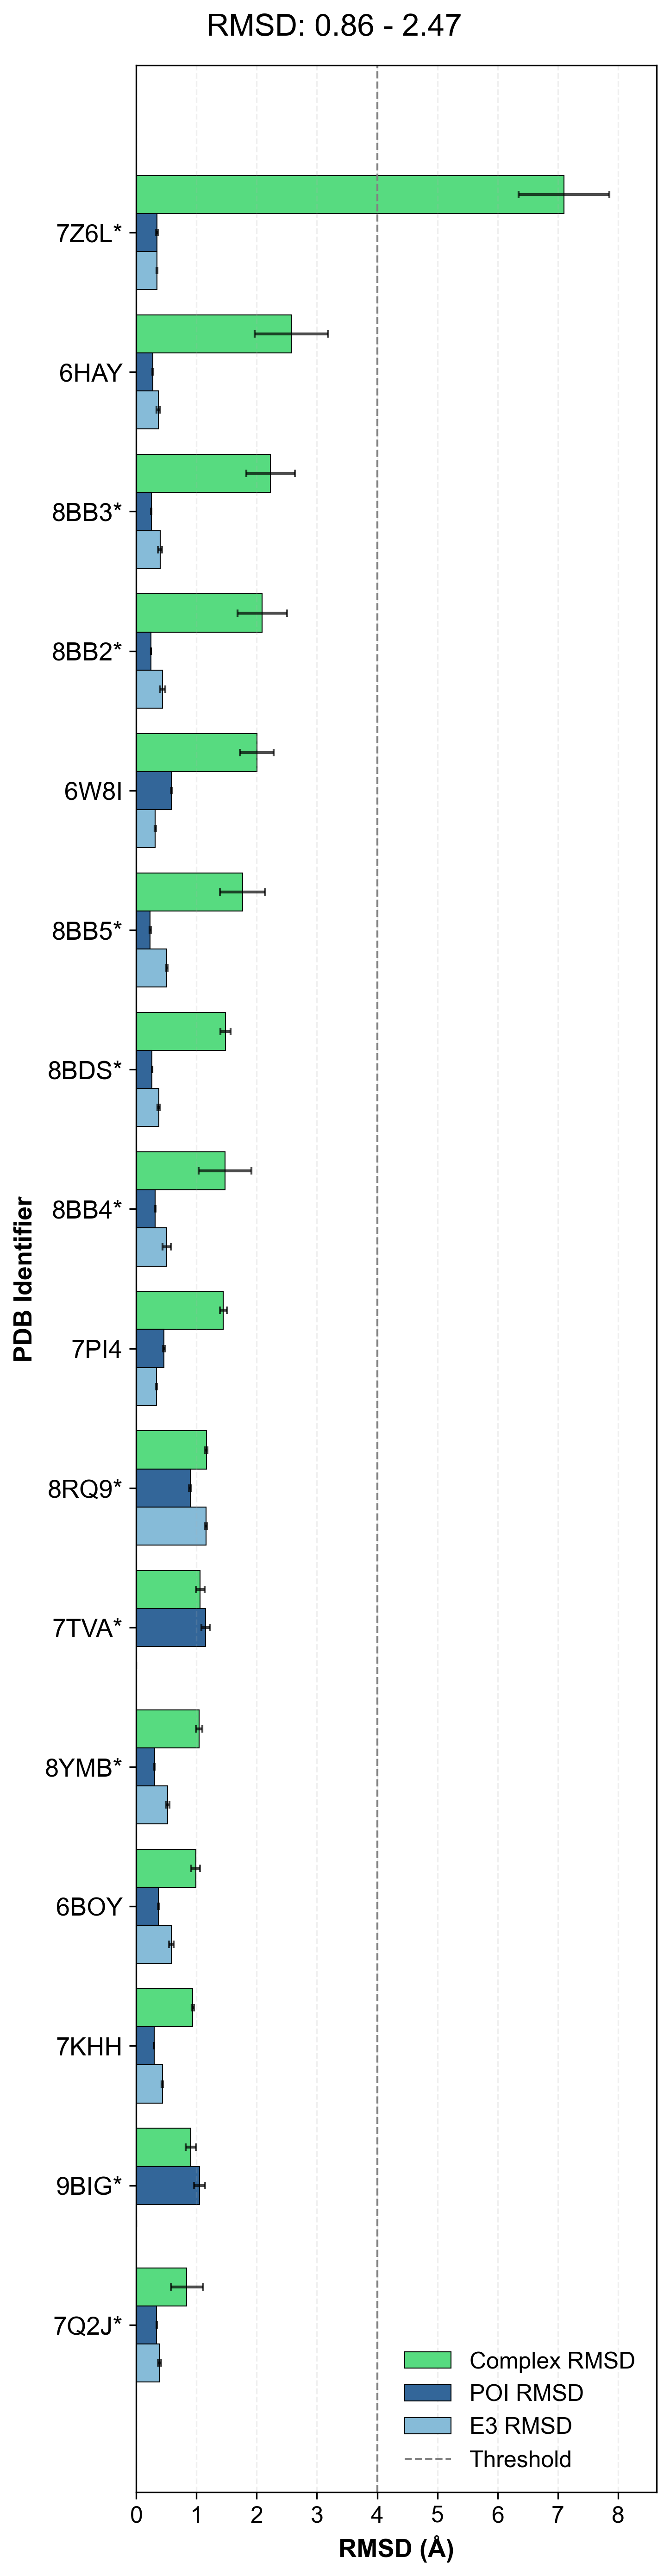 RMSD: 0.86 - 2.47
7Z6L*
6HAY
8BB3*
8BB2*
6W8I
8BB5*
8BDS*
8BB4*
7PI4
8RQ9*
7TVA*
8YMB*
6BOY
7KHH
9BIG*
7Q2J*
PDB Identifier
Complex RMSD
POI RMSD
E3 RMSD
Threshold
0 1 2 3 4 5 6 7 8
RMSD (Å)